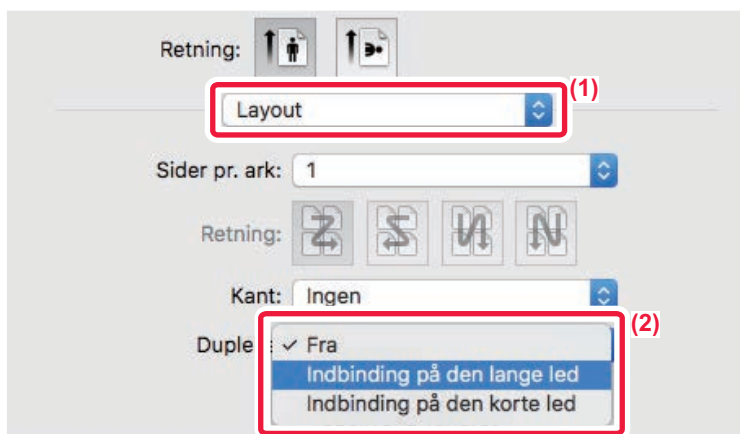 Retning:
(1)
Layout
Sider pr. ark: 1
Retning:
Kant: Ingen
(2)
✓ Fra
Indbinding på den lange led
Indbinding på den korte led